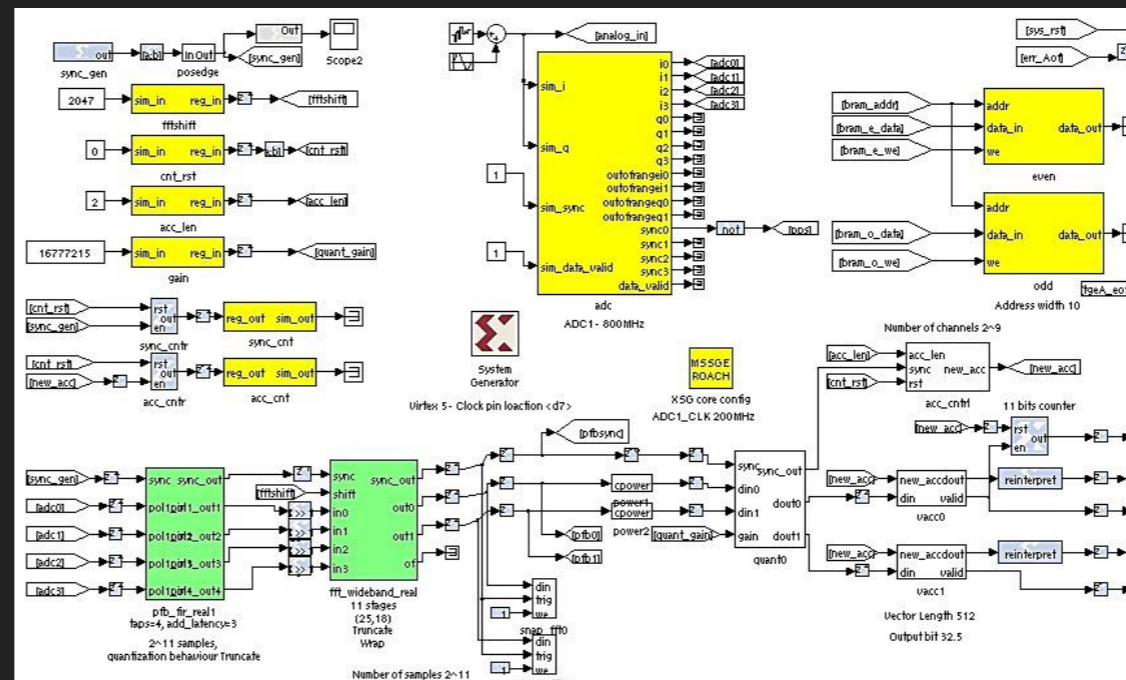 out
sync_gen
[a:b]
In Out
posedge
Out
[sync_gen]
Scope2
2047
sim_in reg_in
[fftshift]
fftshift
0
sim_in reg_in
[a:b]
[cnt_rst]
cnt_rst
2
sim_in reg_in
[acc_len]
acc_len
16777215
sim_in reg_in
[quant_gain]
gain
[cnt_rst]
[sync_gen]
rst
out
en
sync_cntr
reg_out sim_out
sync_cnt
[cnt_rst]
[new_acc]
rst
out
en
acc_cntr
reg_out sim_out
acc_cnt
[analog_in]
sim_i
sim_q
1
sim_sync
1
sim_data_valid
i0
i1
i2
i3
q0
q1
q2
q3
outofrangei0
outofrangei1
outofrangeq0
outofrangeq1
sync0
sync1
sync2
sync3
data_valid
[adc0]
[adc1]
[adc2]
[adc3]
not
[pps]
adc
ADC1 - 800MHz
System
Generator
Virtex 5 - Clock pin loaction <d7>
MSSGE
ROACH
XSG core config
ADC1_CLK 200MHz
[sys_rst]
[bram_addr]
[bram_e_data]
[bram_e_we]
addr
data_in data_out
we
even
[bram_o_data]
[bram_o_we]
addr
data_in data_out
we
odd
Address width 10
Number of channels 2^9
[acc_len]
[cnt_rst]
acc_len
sync new_acc
rst
[new_acc]
acc_cntrl
11 bits counter
[new_acc]
rst
out
en
[sync_gen]
[adc0]
[adc1]
[adc2]
[adc3]
sync sync_out
pfb_fir_real1
taps=4, add_latency=3
2^11 samples,
quantization behaviour Truncate
[fftshift]
sync sync_out
shift
in0 out0
in1 out1
in2
in3 of
fft_wideband_real
11 stages
(25,18)
Truncate
Wrap
Number of samples 2^11
[pfbsync]
cpower
power1
cpower
power2
[pfb0]
[pfb1]
[quant_gain]
din
trig
1
we
snap_fft0
din
trig
1
we
sync sync_out
din0
dout0
din1
gain dout1
quant0
[new_acc]
new_acc dout
din valid
vacc0
reinterpret
[new_acc]
new_acc dout
din valid
vacc1
reinterpret
Vector Length 512
Output bit 32.5